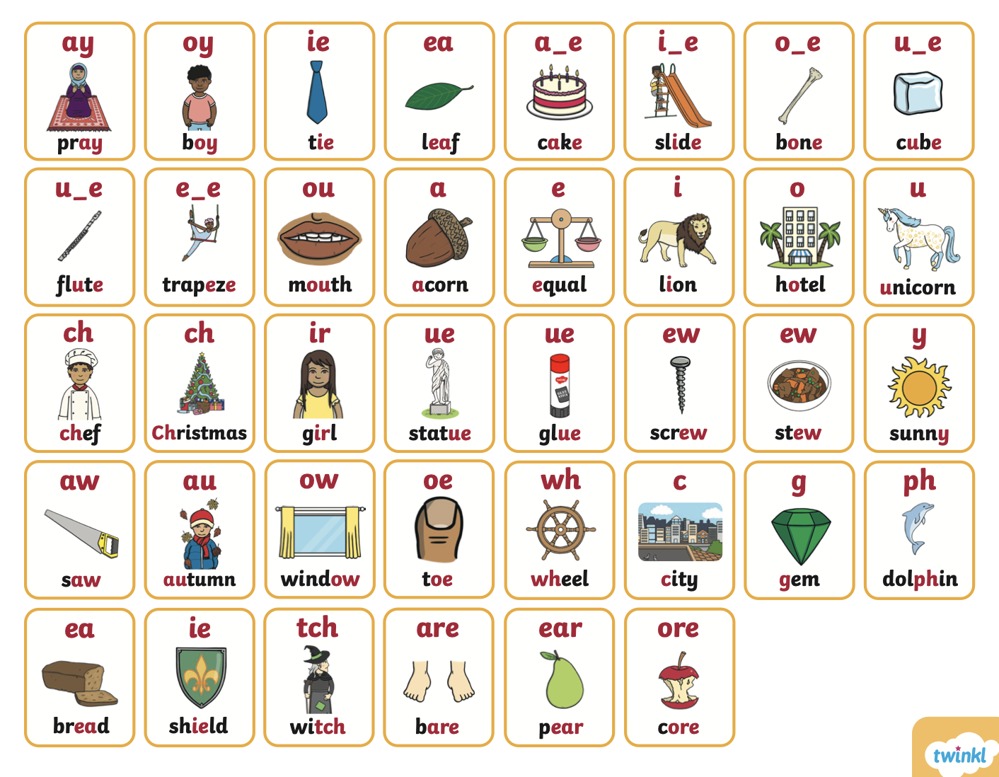 ay oy ie ea a_e i_e o_e u_e
pray boy tie leaf cake slide bone cube
u_e e_e ou a e i o u
flute trapeze mouth acorn equal lion hotel unicorn
ch ch ir ue ue ew ew y
twinkl
GLUE STICK
chef Christmas girl statue glue screw stew sunny
aw au ow oe wh c g ph
saw autumn window toe wheel city gem dolphin
ea ie tch are ear ore
bread shield witch bare pear core
twinkl